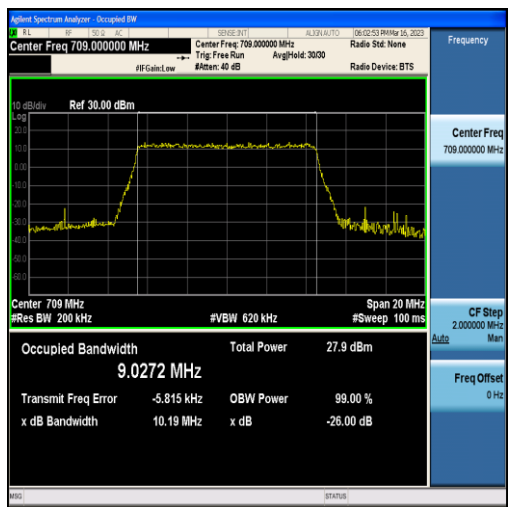 Agilent Spectrum Analyzer - Occupied BW
RL RF 50 Ω AC SENSE:INT ALIGN AUTO 06:02:53 PM Mar 16, 2023
Center Freq 709.000000 MHz Center Freq: 709.000000 MHz Radio Std: None Frequency
Trig: Free Run Avg|Hold: 30/30
#IFGain:Low #Atten: 40 dB Radio Device: BTS
10 dB/div Ref 30.00 dBm
Log
20.0
10.0
0.00
-10.0
-20.0
-30.0
-40.0
-50.0
-60.0
Center Freq
709.000000 MHz
Center 709 MHz Span 20 MHz
#Res BW 200 kHz #VBW 620 kHz #Sweep 100 ms
CF Step
2.000000 MHz
Auto Man
Occupied Bandwidth Total Power 27.9 dBm
9.0272 MHz
Transmit Freq Error -5.815 kHz OBW Power 99.00 %
x dB Bandwidth 10.19 MHz x dB -26.00 dB
Freq Offset
0 Hz
MSG STATUS